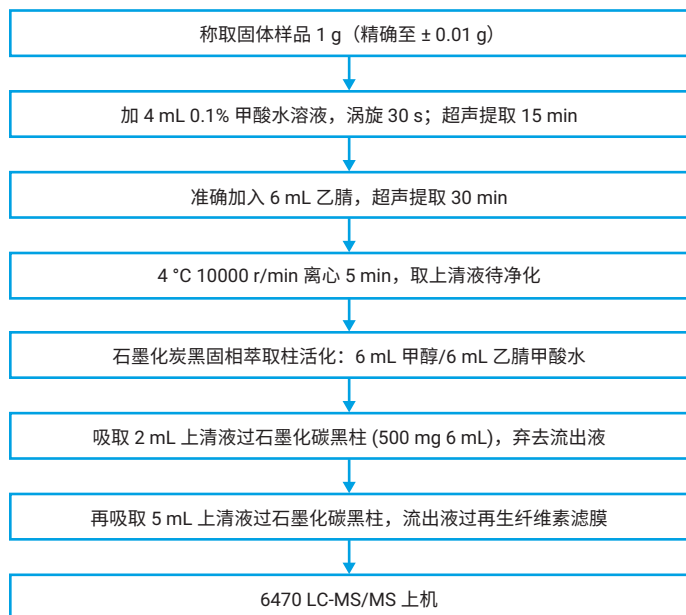 称取固体样品 1 g（精确至 ± 0.01 g）
加 4 mL 0.1% 甲酸水溶液，涡旋 30 s；超声提取 15 min
准确加入 6 mL 乙腈，超声提取 30 min
4 °C 10000 r/min 离心 5 min，取上清液待净化
石墨化炭黑固相萃取柱活化：6 mL 甲醇/6 mL 乙腈甲酸水
吸取 2 mL 上清液过石墨化碳黑柱 (500 mg 6 mL)，弃去流出液
再吸取 5 mL 上清液过石墨化碳黑柱，流出液过再生纤维素滤膜
6470 LC-MS/MS 上机